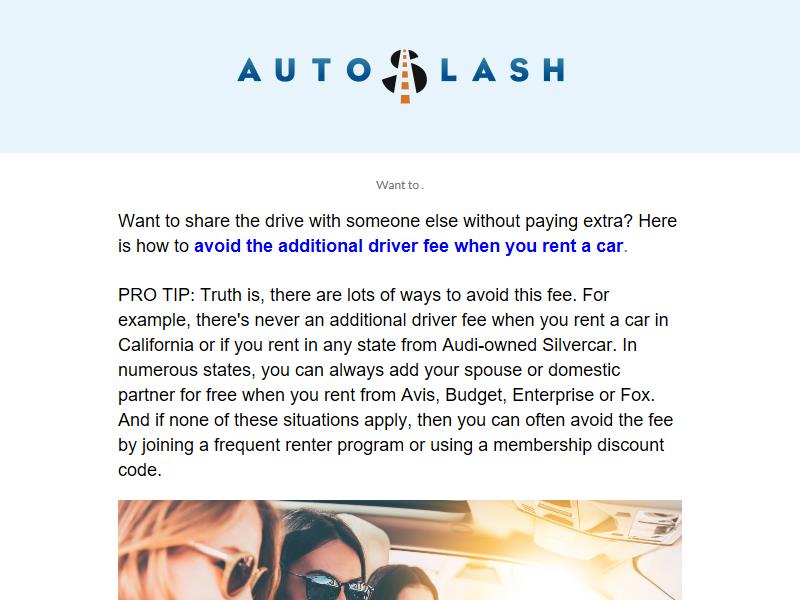 AUTOSLASH
Want to .
Want to share the drive with someone else without paying extra? Here
is how to avoid the additional driver fee when you rent a car.
PRO TIP: Truth is, there are lots of ways to avoid this fee. For
example, there's never an additional driver fee when you rent a car in
California or if you rent in any state from Audi-owned Silvercar. In
numerous states, you can always add your spouse or domestic
partner for free when you rent from Avis, Budget, Enterprise or Fox.
And if none of these situations apply, then you can often avoid the fee
by joining a frequent renter program or using a membership discount
code.